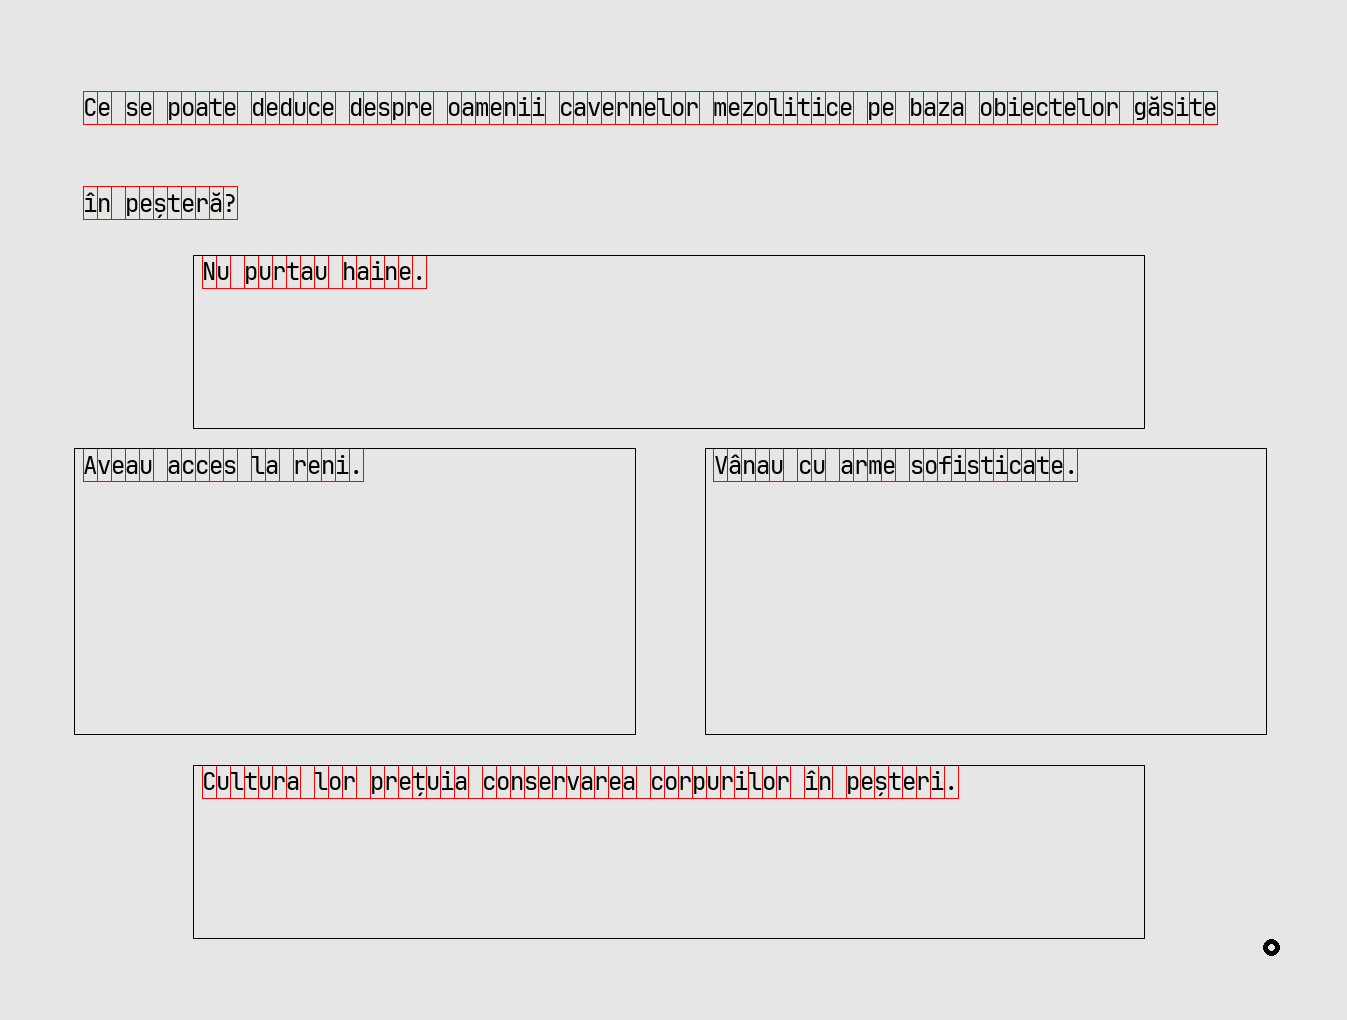 Ce se poate deduce despre oamenii cavernelor mezolitice pe baza obiectelor găsite
în peșteră?
Nu purtau haine.
Aveau acces la reni.
Vânau cu arme sofisticate.
Cultura lor prețuia conservarea corpurilor în peșteri.